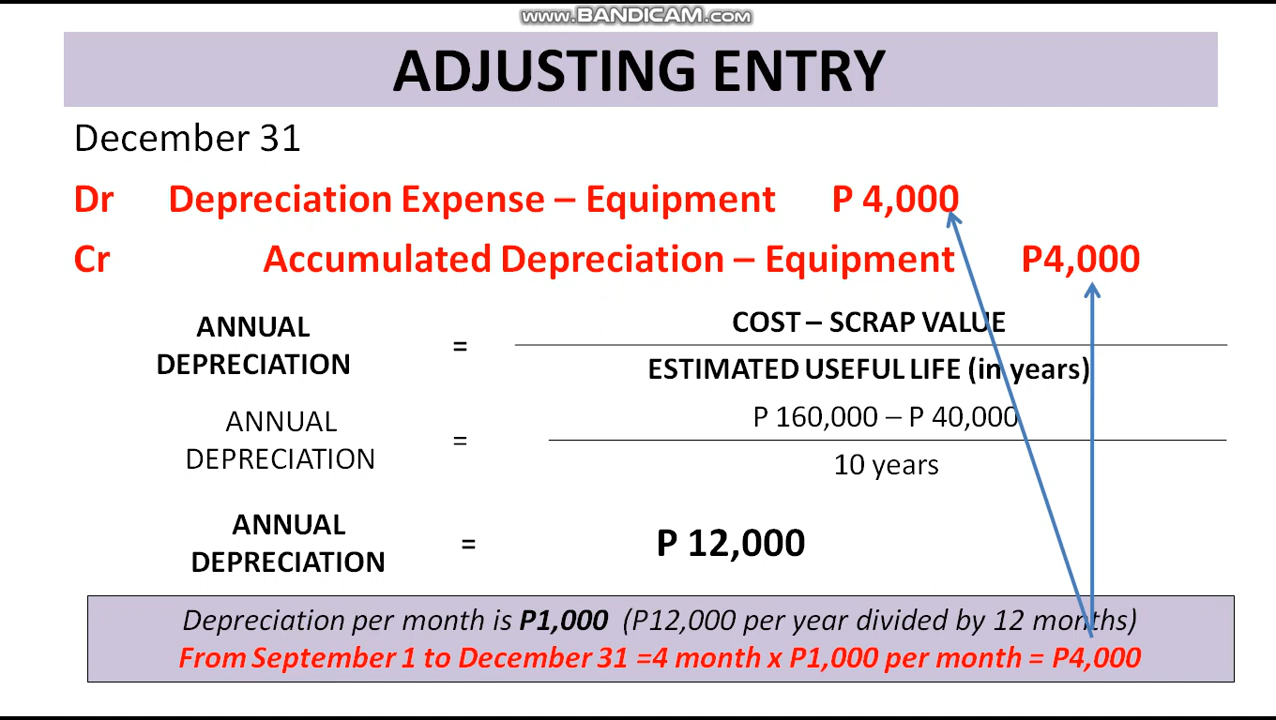 www.BANDICAM.com
ADJUSTING ENTRY
December 31
Dr Depreciation Expense – Equipment P 4,000
Cr Accumulated Depreciation – Equipment P4,000
ANNUAL DEPRECIATION = COST – SCRAP VALUE
ESTIMATED USEFUL LIFE (in years)
ANNUAL DEPRECIATION = P 160,000 – P 40,000
10 years
ANNUAL DEPRECIATION = P 12,000
Depreciation per month is P1,000 (P12,000 per year divided by 12 months)
From September 1 to December 31 =4 month x P1,000 per month = P4,000